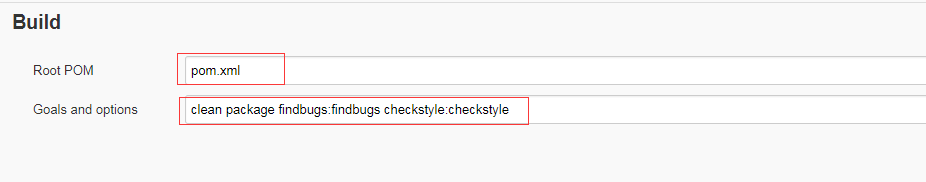 Build
Root POM
pom.xml
Goals and options
clean package findbugs:findbugs checkstyle:checkstyle